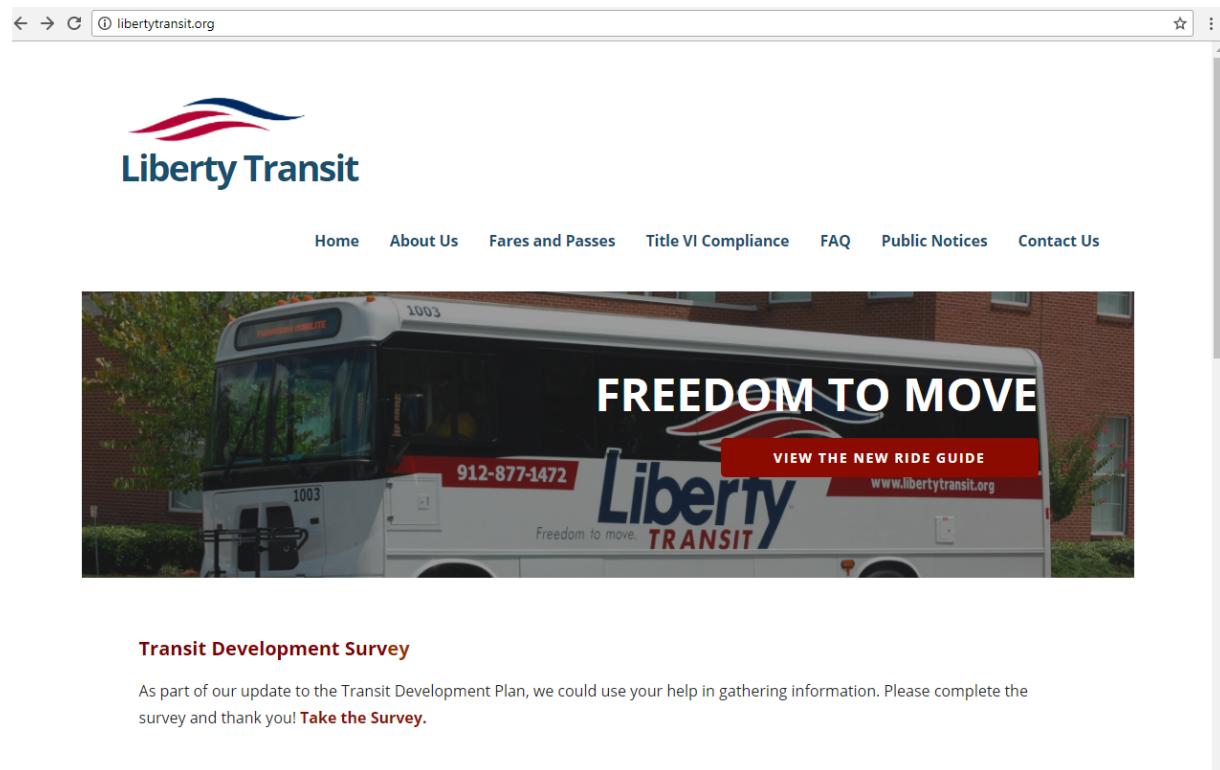 libertytransit.org
Liberty Transit
Home About Us Fares and Passes Title VI Compliance FAQ Public Notices Contact Us
1003
FREEDOM TO MOVE
VIEW THE NEW RIDE GUIDE
912-877-1472
www.libertytransit.org
1003
Liberty
Freedom to move.
TRANSIT
Transit Development Survey
As part of our update to the Transit Development Plan, we could use your help in gathering information. Please complete the
survey and thank you! Take the Survey.